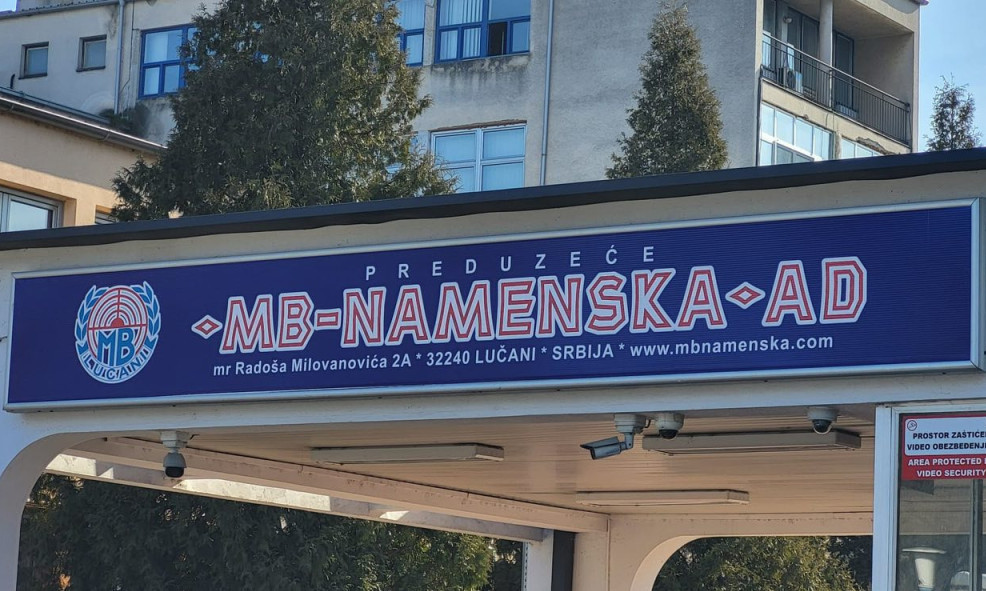 PREDUZEĆE
MB-NAMENSKA AD
mr Radoša Milovanovića 2A * 32240 LUČANI * SRBIJA * www.mbnamenska.com
MB
LUČANI
PROSTOR ZAŠTIĆEN
VIDEO OBEZBEĐENJEM
AREA PROTECTED
VIDEO SECURITY